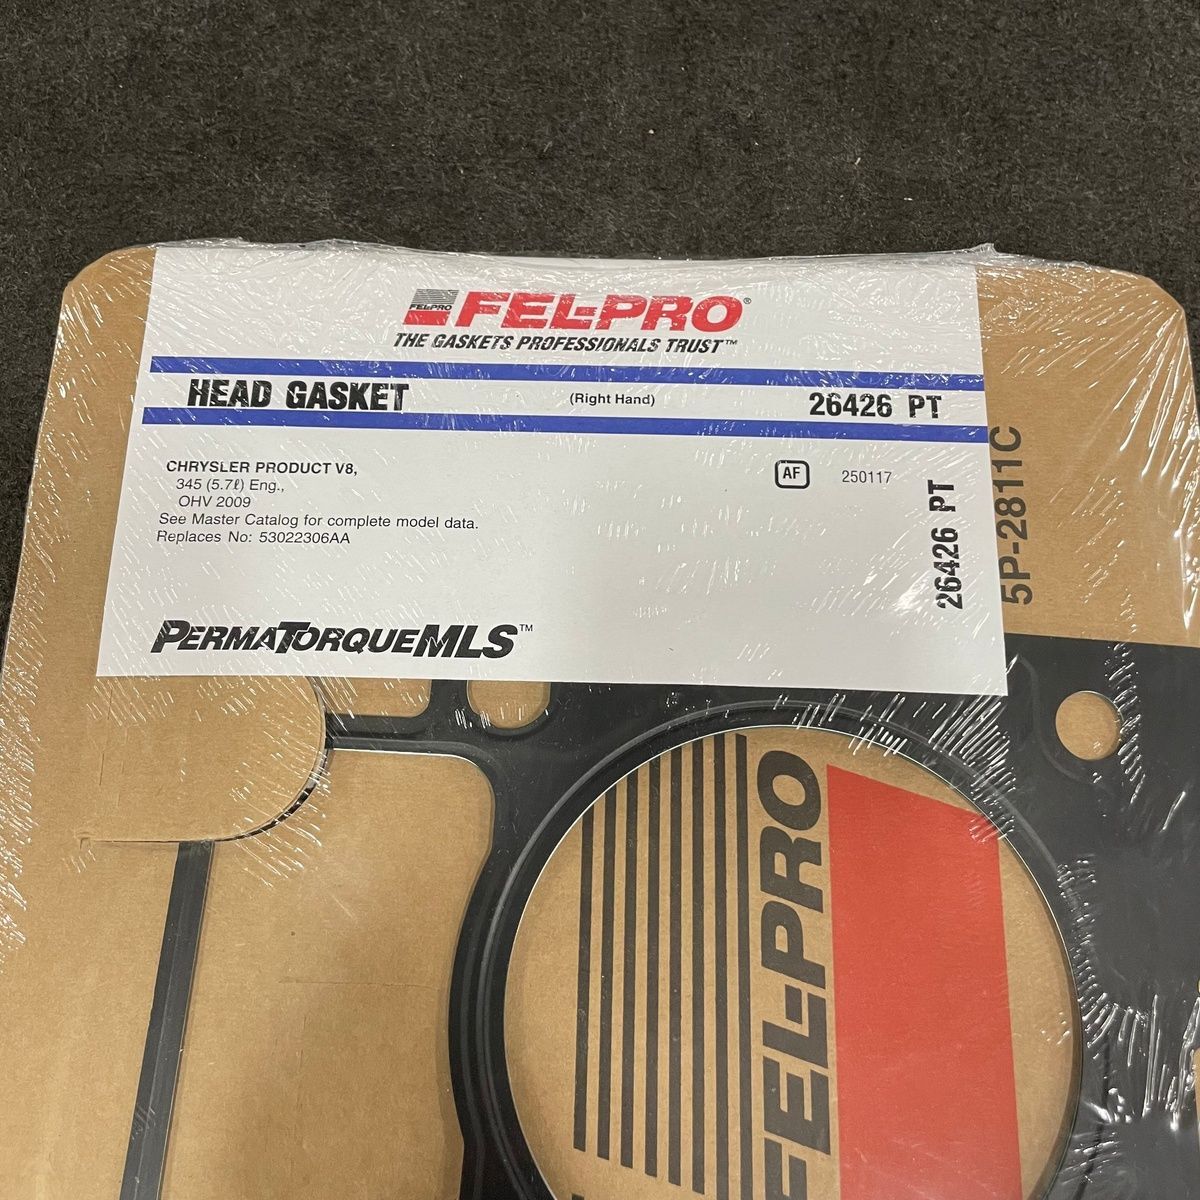 FEL-PRO
FEL-PRO®
THE GASKETS PROFESSIONALS TRUST™
HEAD GASKET
(Right Hand)
26426 PT
CHRYSLER PRODUCT V8,
345 (5.7ℓ) Eng.,
OHV 2009
See Master Catalog for complete model data.
Replaces No: 53022306AA
AF
250117
26426 PT
5P-2811C
PERMATORQUEMLS™
FEL-PRO